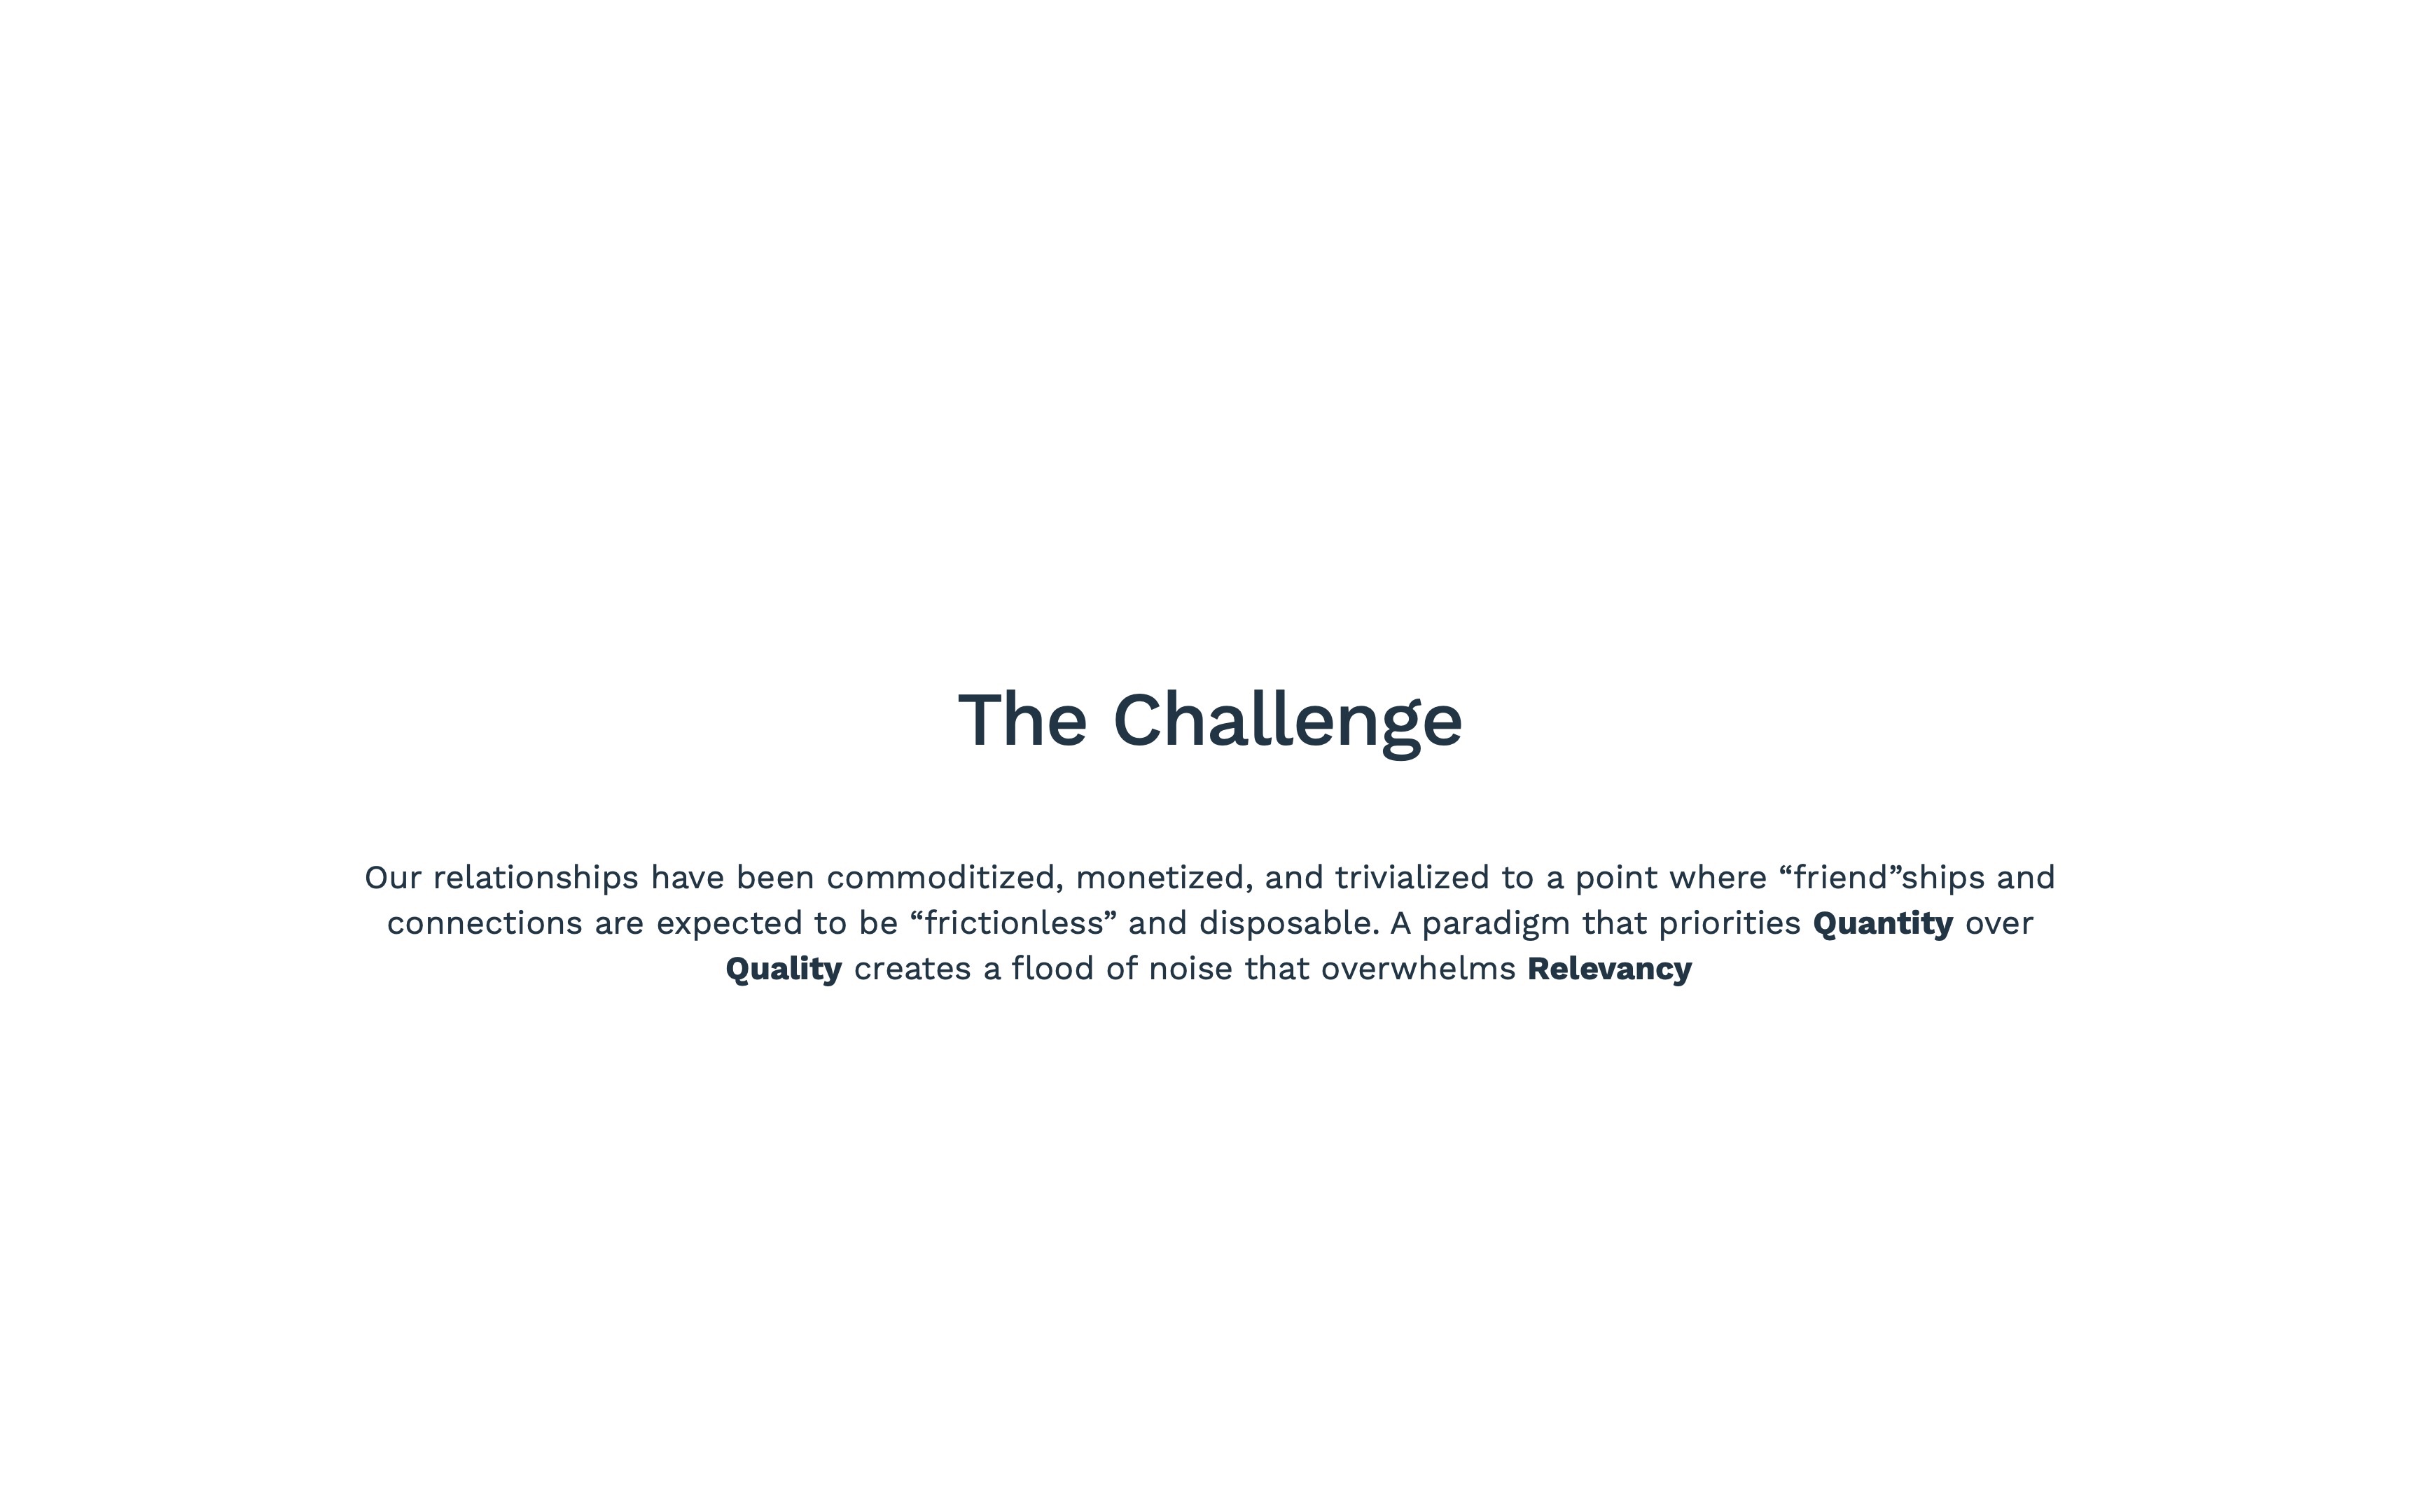 The Challenge
Our relationships have been commoditized, monetized, and trivialized to a point where “friend”ships and
connections are expected to be “frictionless” and disposable. A paradigm that priorities Quantity over
Quality creates a flood of noise that overwhelms Relevancy